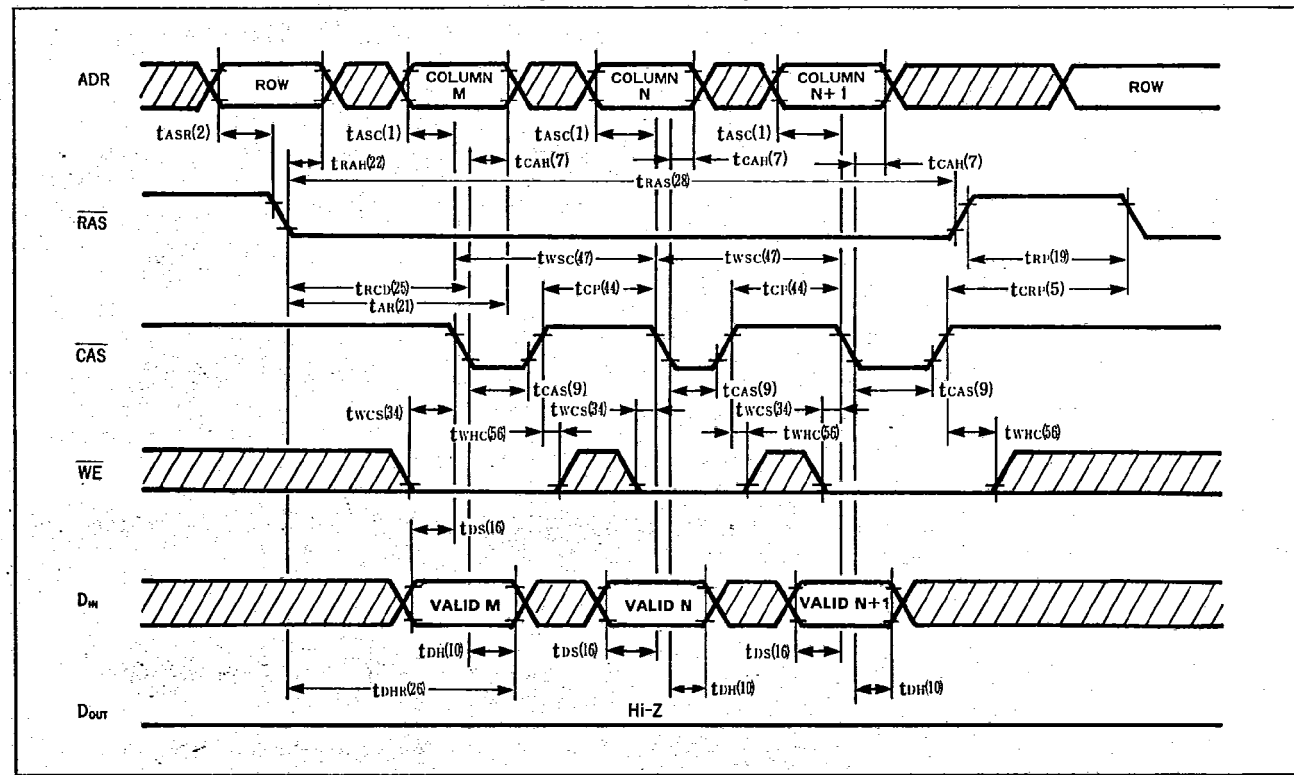 ADR
ROW
COLUMN M
COLUMN N
COLUMN N+1
ROW
tASR(2)
tASC(1)
tASC(1)
tASC(1)
tRAH(22)
tCAH(7)
tCAH(7)
tCAH(7)
tRAS(28)
RAS
tWSC(47)
tWSC(47)
tRP(19)
tRCD(25)
tCP(44)
tCP(44)
tCRP(5)
tAR(21)
CAS
tCAS(9)
tCAS(9)
tCAS(9)
tWCS(34)
tWCS(34)
tWCS(34)
tWHC(56)
tWHC(56)
tWHC(56)
WE
tDS(16)
DIN
VALID M
VALID N
VALID N+1
tDH(10)
tDS(16)
tDS(16)
tDHR(26)
tDH(10)
tDH(10)
DOUT
Hi-Z